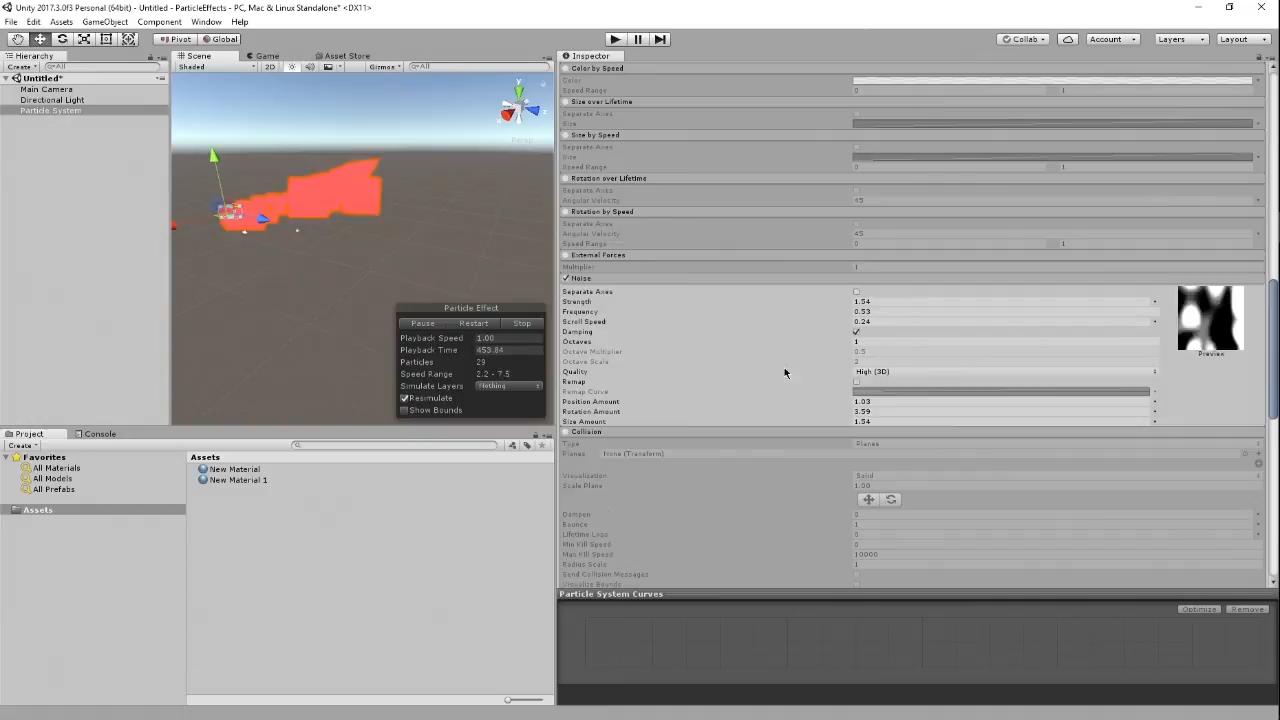 Unity 2017.3.0f3 Personal (64bit) - Untitled - ParticleEffects - PC, Mac & Linux Standalone* <DX11>
File Edit Assets GameObject Component Window Help
Pivot Global Collab Account Layers Layout
Hierarchy
Create All
Untitled*
Main Camera
Directional Light
Particle System
Scene Game Asset Store
Shaded 2D Gizmos All
y
z
Persp
Particle Effect
Pause Restart Stop
Playback Speed 1.00
Playback Time 453.84
Particles 29
Speed Range 2.2 - 7.5
Simulate Layers Nothing
Resimulate
Show Bounds
Project Console
Create
Favorites
All Materials
All Models
All Prefabs
Assets
Assets
New Material
New Material 1
Inspector
Color by Speed
Color
Speed Range 0 1
Size over Lifetime
Separate Axes
Size
Size by Speed
Separate Axes
Size
Speed Range 0 1
Rotation over Lifetime
Separate Axes
Angular Velocity 45
Rotation by Speed
Separate Axes
Angular Velocity 45
Speed Range 0 1
External Forces
Multiplier 1
Noise
Separate Axes
Strength 1.54
Frequency 0.53
Scroll Speed 0.24
Damping
Octaves 1
Octave Multiplier 0.5
Octave Scale 2
Quality High (3D)
Remap
Remap Curve
Position Amount 1.03
Rotation Amount 3.59
Size Amount 1.54
Preview
Collision
Type Planes
Planes None (Transform)
Visualization Solid
Scale Plane 1.00
Dampen 0
Bounce 1
Lifetime Loss 0
Min Kill Speed 0
Max Kill Speed 10000
Radius Scale 1
Send Collision Messages
Visualize Bounds
Particle System Curves
Optimize Remove